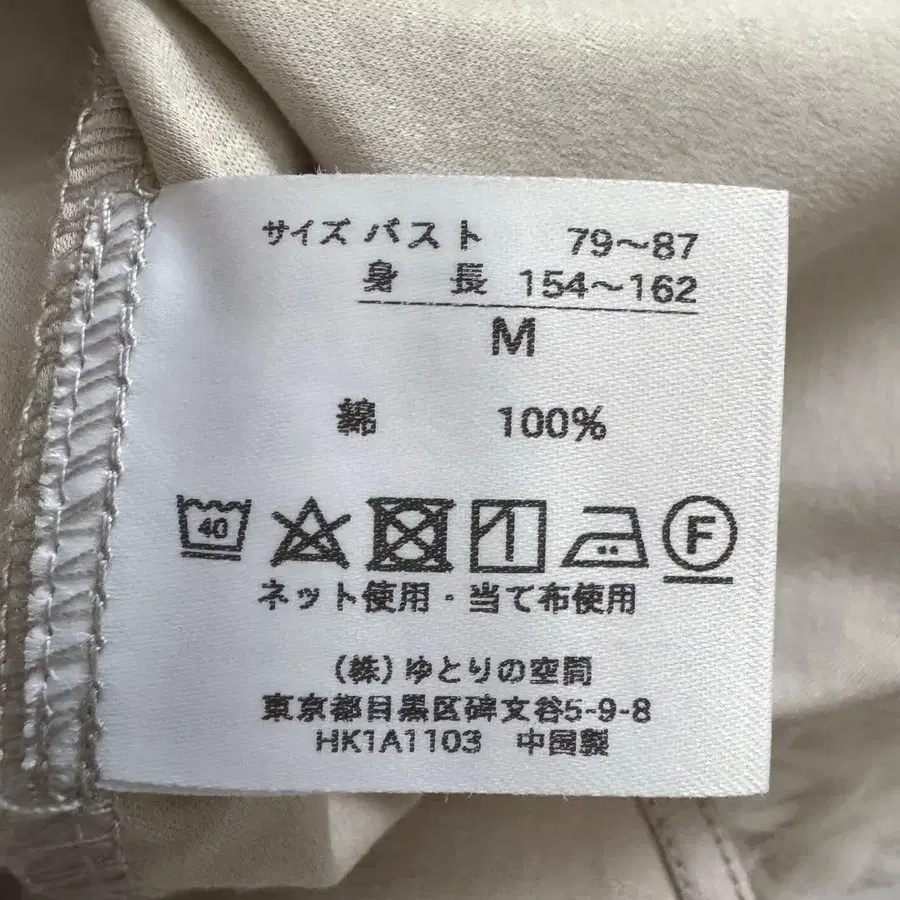 サイズ バスト 79～87
身 長 154～162
M
綿 100%
40 F
ネット使用・当て布使用
(株)ゆとりの空間
東京都目黒区碑文谷5-9-8
HK1A1103 中国製